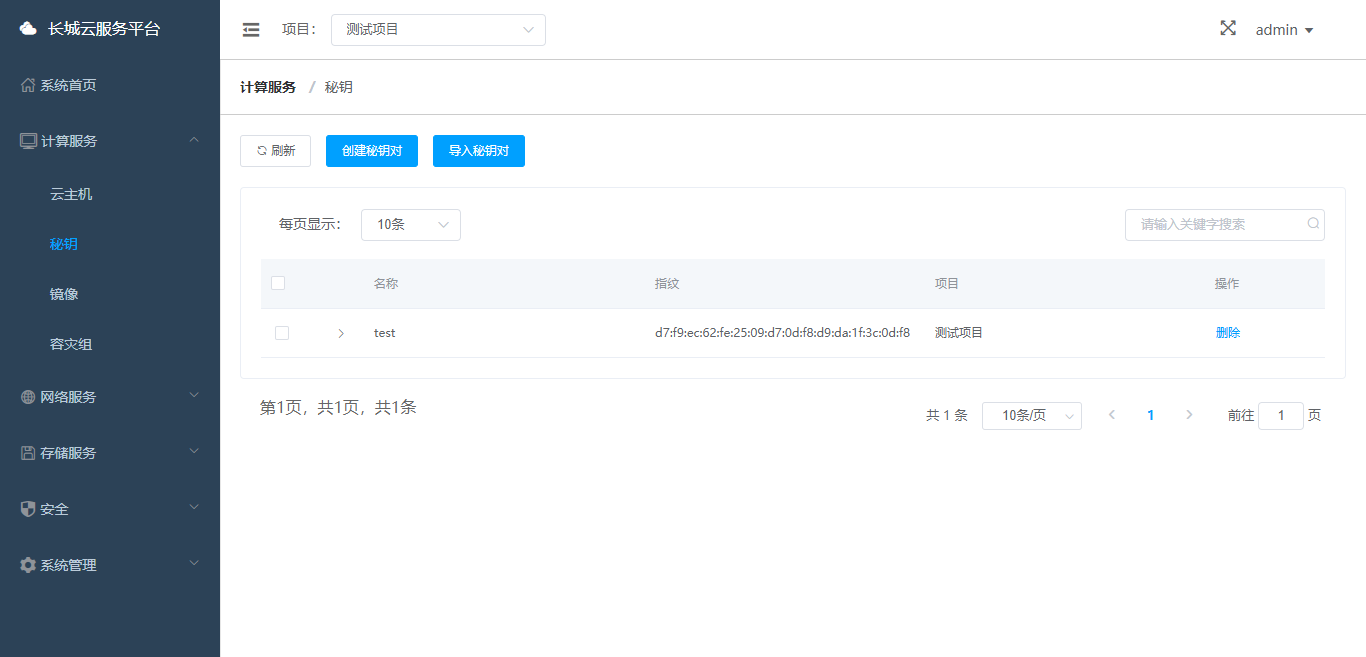 长城云服务平台
项目：
测试项目
admin
系统首页
计算服务
云主机
秘钥
镜像
容灾组
网络服务
存储服务
安全
系统管理
计算服务 / 秘钥
刷新
创建秘钥对
导入秘钥对
每页显示：
10条
请输入关键字搜索
名称 指纹 项目 操作
test d7:f9:ec:62:fe:25:09:d7:0d:f8:d9:da:1f:3c:0d:f8 测试项目 删除
第1页，共1页，共1条
共 1 条 10条/页 1 前往 1 页